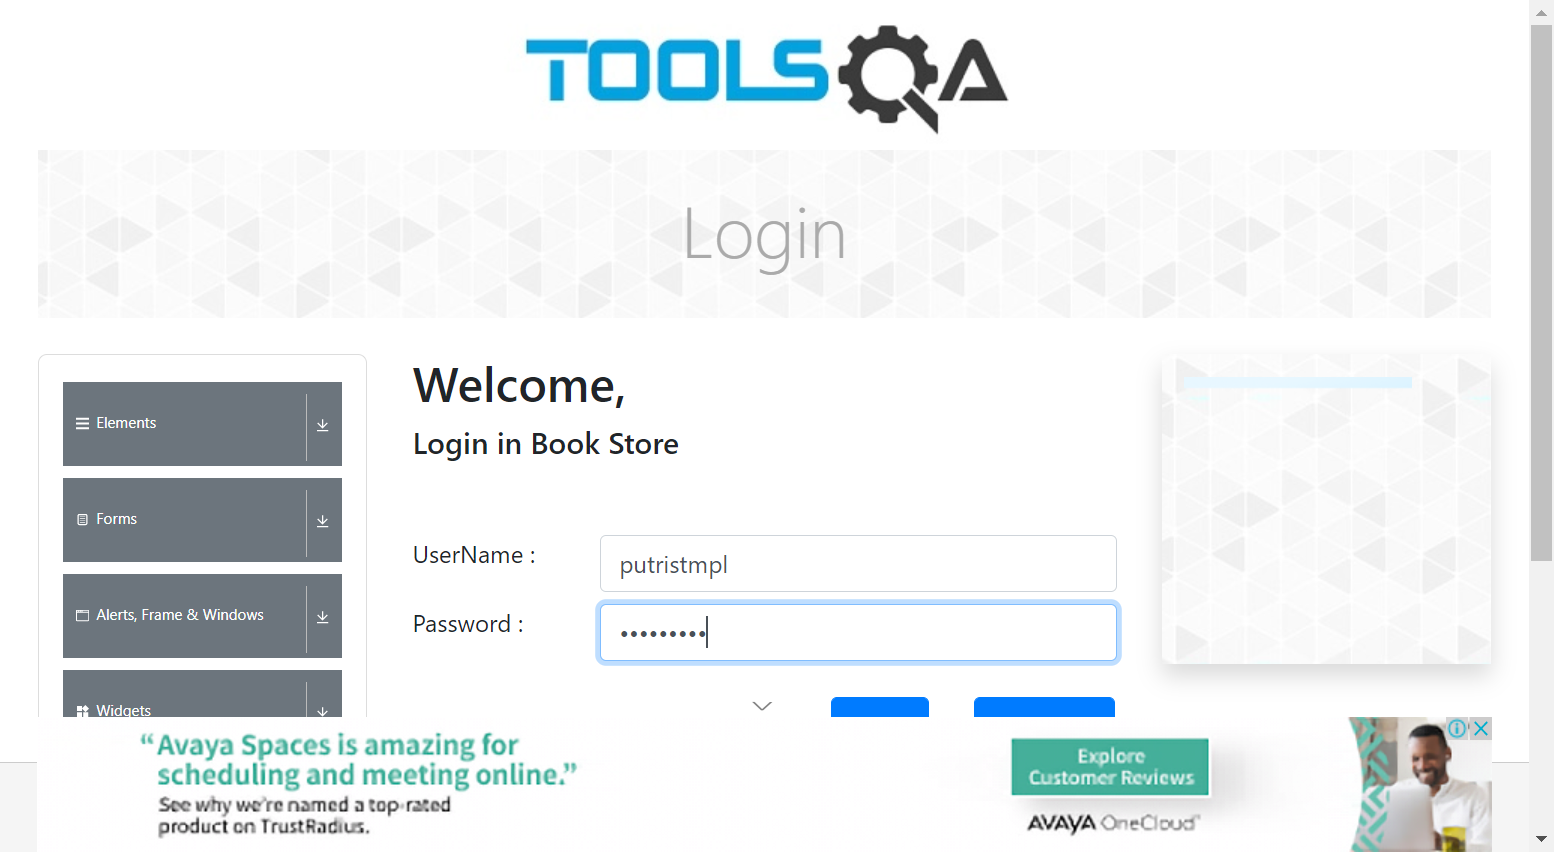 TOOLSQA
Login
Elements
Forms
Alerts, Frame & Windows
Widgets
Welcome,
Login in Book Store
UserName :
putristmpl
Password :
•••••••••
“Avaya Spaces is amazing for
scheduling and meeting online.”
See why we're named a top-rated
product on TrustRadius.
Explore
Customer Reviews
AVAYA OneCloud